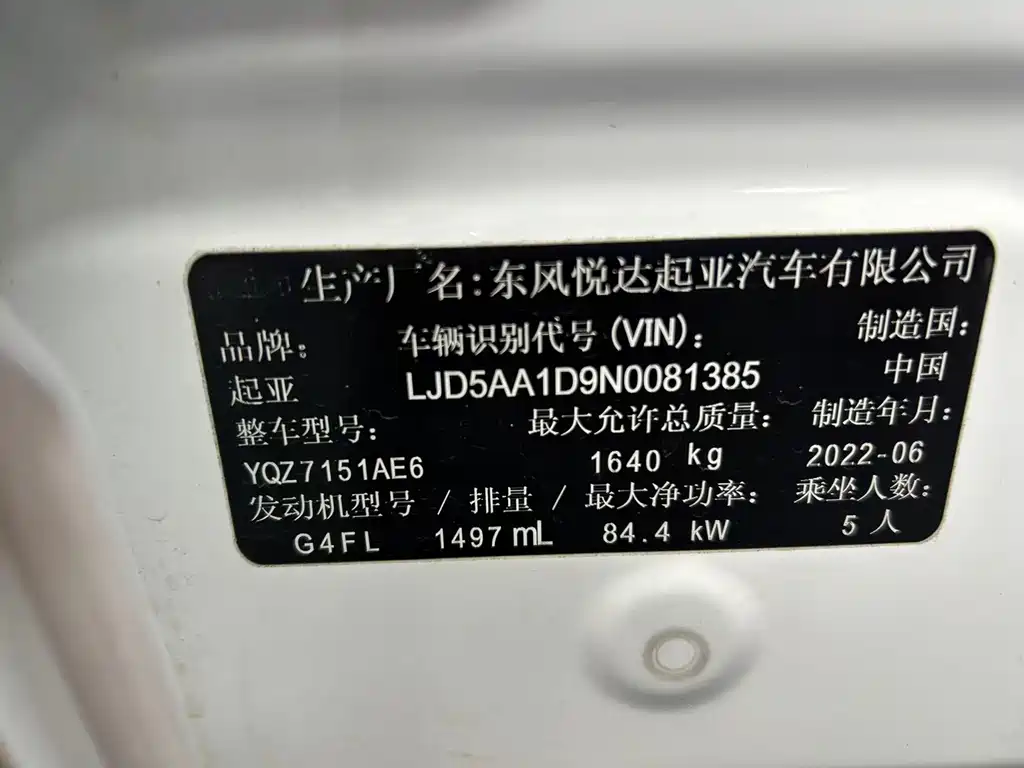 生产厂名:东风悦达起亚汽车有限公司
品牌: 车辆识别代号(VIN): 制造国:
起亚 LJD5AA1D9N0081385 中国
整车型号: 最大允许总质量: 制造年月:
YQZ7151AE6 1640 kg 2022-06
发动机型号 / 排量 / 最大净功率: 乘坐人数:
G4FL 1497 mL 84.4 kW 5 人